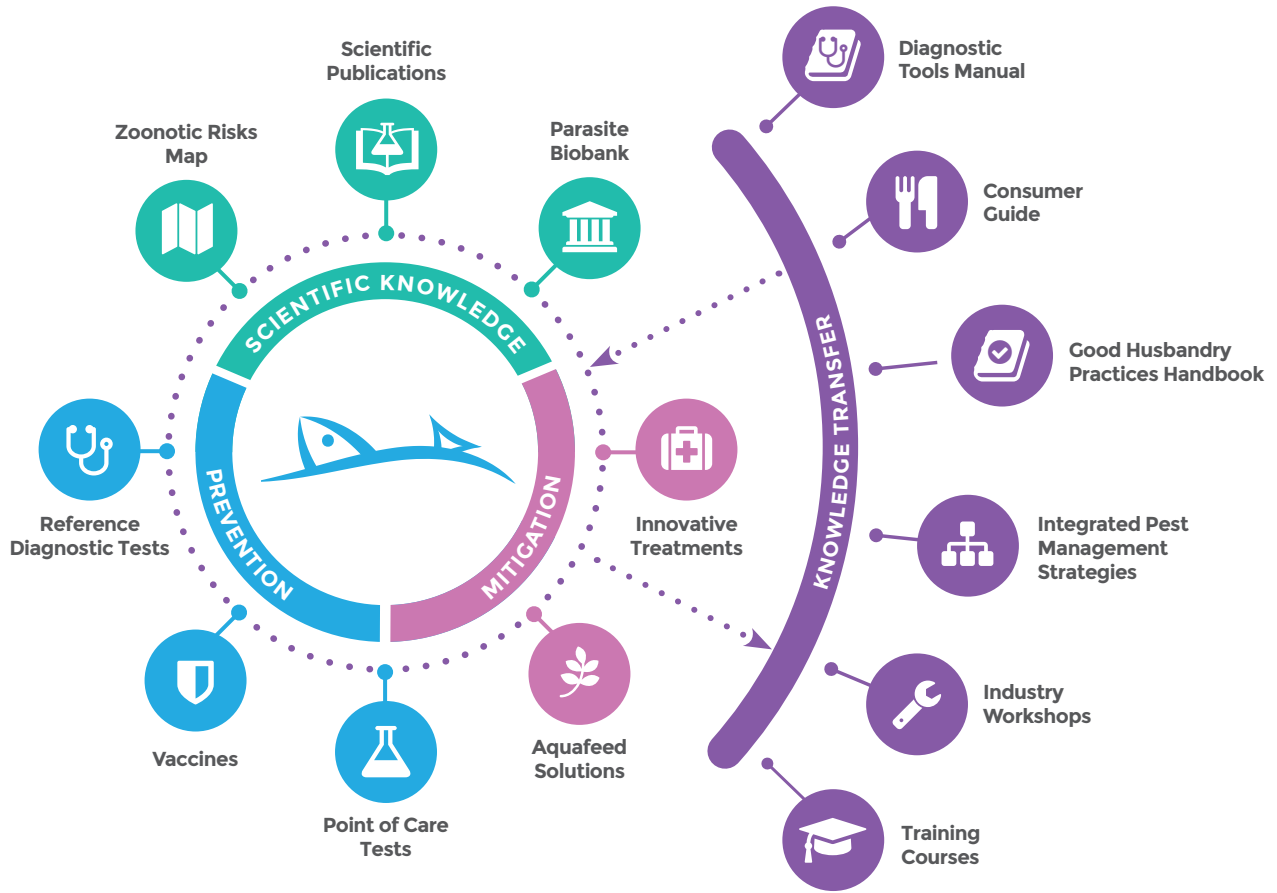 Scientific
Publications
Zoonotic Risks
Map
Parasite
Biobank
SCIENTIFIC KNOWLEDGE
PREVENTION
MITIGATION
Reference
Diagnostic Tests
Vaccines
Point of Care
Tests
Aquafeed
Solutions
Innovative
Treatments
KNOWLEDGE TRANSFER
Diagnostic
Tools Manual
Consumer
Guide
Good Husbandry
Practices Handbook
Integrated Pest
Management
Strategies
Industry
Workshops
Training
Courses